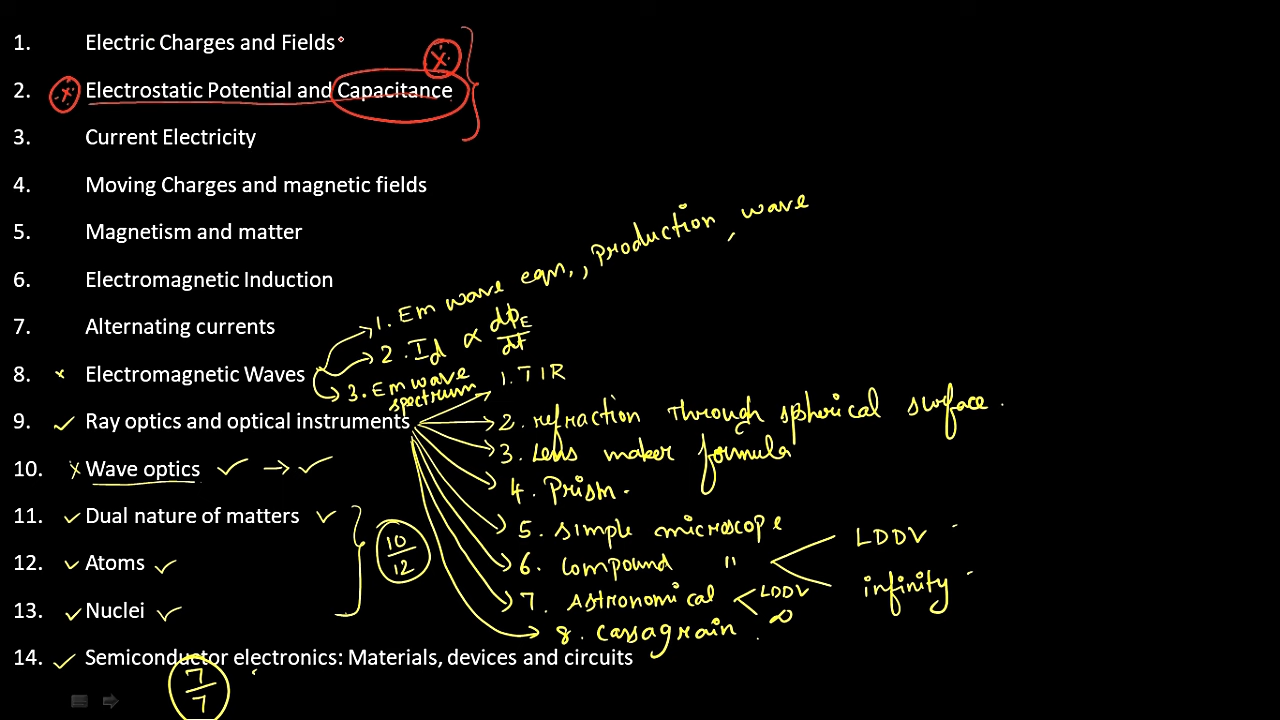 1. Electric Charges and Fields
2. Electrostatic Potential and Capacitance
3. Current Electricity
4. Moving Charges and magnetic fields
5. Magnetism and matter
6. Electromagnetic Induction
7. Alternating currents
8. Electromagnetic Waves
1. Em wave eqn., production, wave
2. Id ∝ dϕE/dt
3. Em wave spectrum
9. Ray optics and optical instruments
1. TIR
2. refraction through spherical surface.
3. Lens maker formula
4. Prism.
5. simple microscope
6. compound " LDDV infinity
7. Astronomical LDDV ∞
8. cassagrain
10. Wave optics
11. Dual nature of matters
12. Atoms
13. Nuclei
10/12
14. Semiconductor electronics: Materials, devices and circuits
7/7